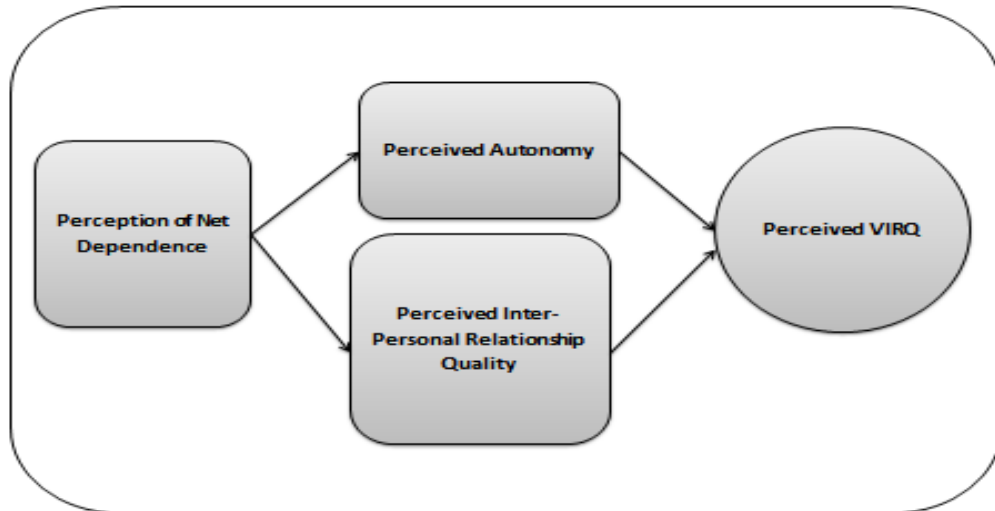 Perception of Net
Dependence
Perceived Autonomy
Perceived Inter-
Personal Relationship
Quality
Perceived VIRQ